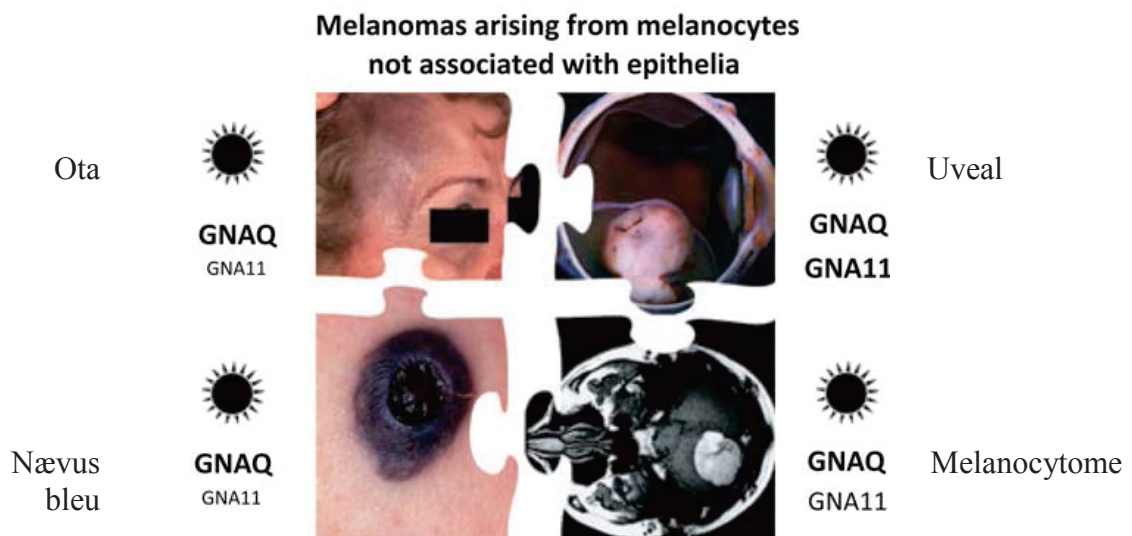 Melanomas arising from melanocytes
not associated with epithelia
Ota
GNAQ
GNA11
Uveal
GNAQ
GNA11
Nævus
bleu
GNAQ
GNA11
GNAQ
GNA11
Melanocytome